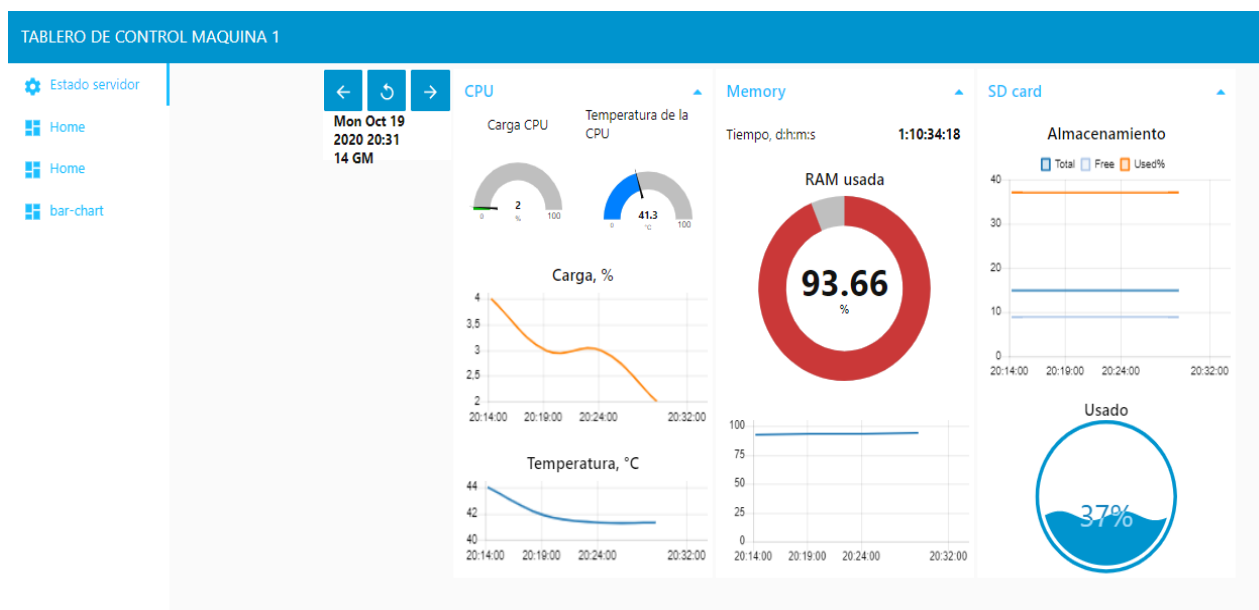 TABLERO DE CONTROL MAQUINA 1
Estado servidor
Home
Home
bar-chart
Mon Oct 19
2020 20:31
14 GM
CPU
Carga CPU
Temperatura de la
CPU
2
%
0
100
41.3
°C
0
100
Carga, %
4
3,5
3
2,5
2
20:14:00 20:19:00 20:24:00 20:32:00
Temperatura, °C
44
42
40
20:14:00 20:19:00 20:24:00 20:32:00
Memory
Tiempo, d:h:m:s 1:10:34:18
RAM usada
93.66
%
100
75
50
25
0
20:14:00 20:19:00 20:24:00 20:32:00
SD card
Almacenamiento
Total Free Used%
40
30
20
10
0
20:14:00 20:19:00 20:24:00 20:32:00
Usado
37%